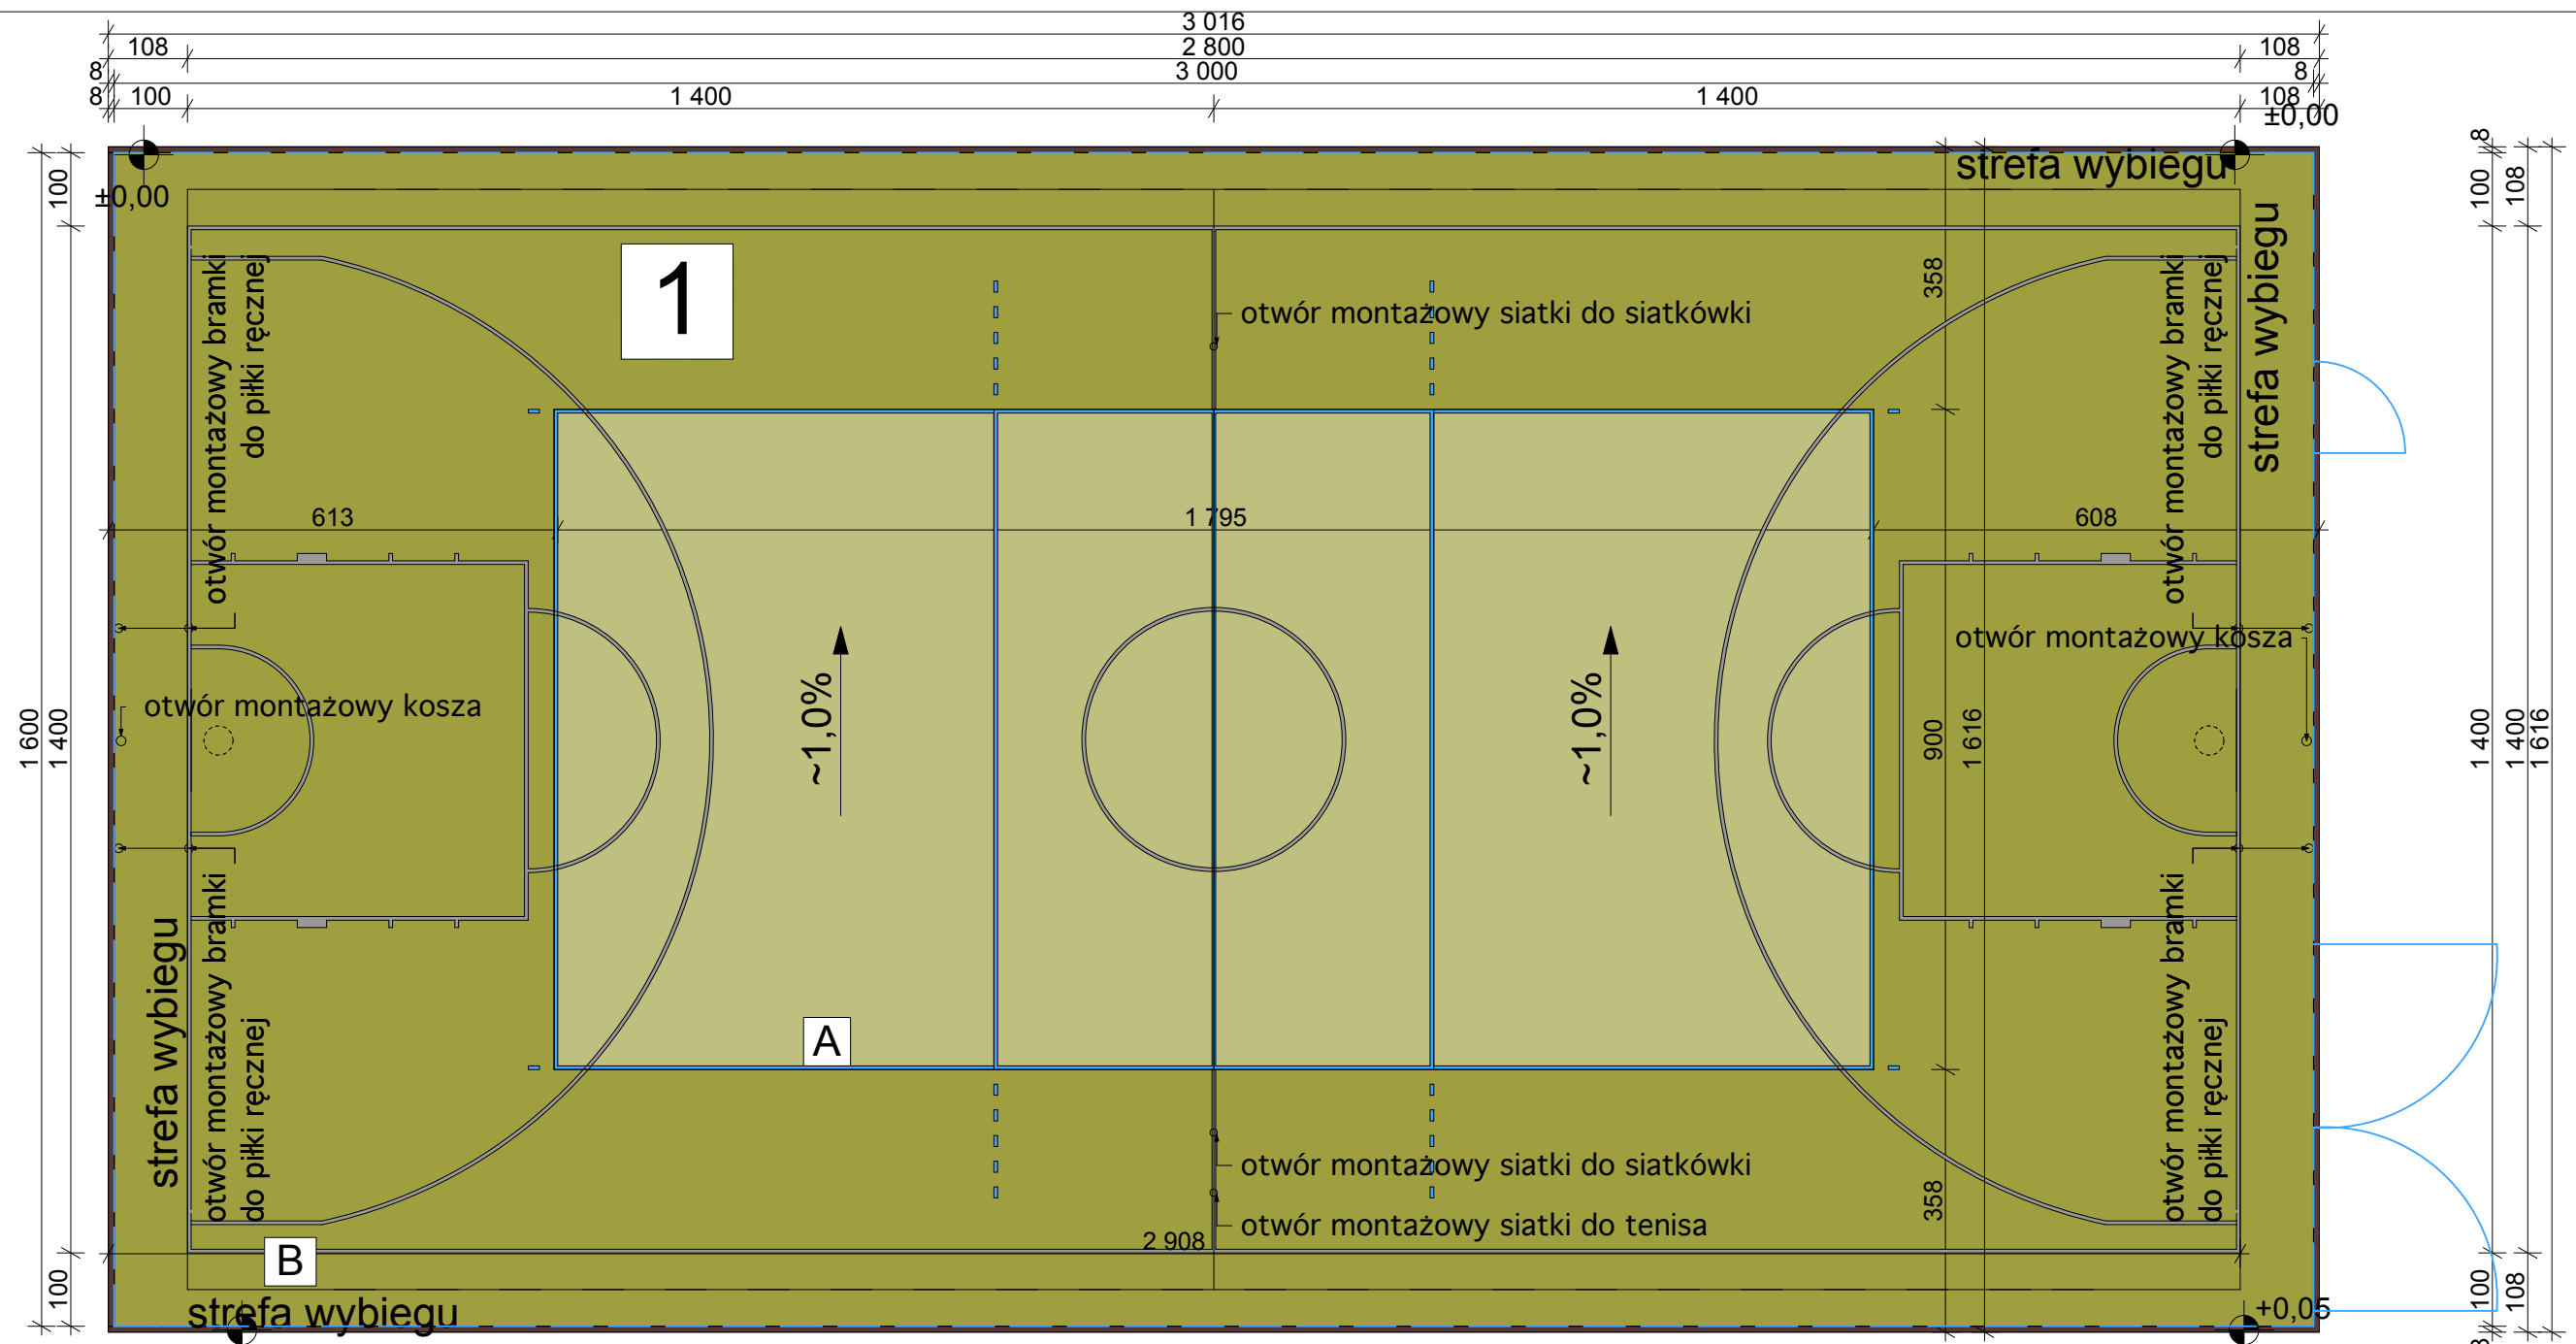 3 016
108
2 800
108
8
3 000
8
8
100
1 400
1 400
108
±0,00
±0,00
strefa wybiegu
8
100
108
100
1
otwór montażowy siatki do siatkówki
358
otwór montażowy bramki
do piłki ręcznej
otwór montażowy bramki
do piłki ręcznej
strefa wybiegu
613
1 795
608
otwór montażowy kosza
otwór montażowy kosza
~1,0%
~1,0%
1 600
1 400
900
1 616
1 400
1 400
1 616
strefa wybiegu
otwór montażowy bramki
do piłki ręcznej
otwór montażowy bramki
do piłki ręcznej
A
otwór montażowy siatki do siatkówki
358
otwór montażowy siatki do tenisa
2 908
B
100
100
108
strefa wybiegu
+0,05